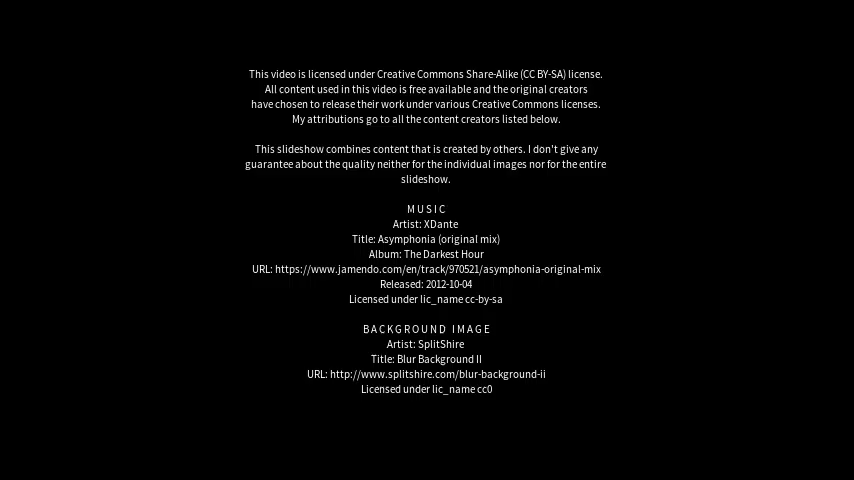 This video is licensed under Creative Commons Share-Alike (CC BY-SA) license.
All content used in this video is free available and the original creators
have chosen to release their work under various Creative Commons licenses.
My attributions go to all the content creators listed below.
This slideshow combines content that is created by others. I don't give any
guarantee about the quality neither for the individual images nor for the entire
slideshow.
MUSIC
Artist: XDante
Title: Asymphonia (original mix)
Album: The Darkest Hour
URL: https://www.jamendo.com/en/track/970521/asymphonia-original-mix
Released: 2012-10-04
Licensed under lic_name cc-by-sa
BACKGROUND IMAGE
Artist: SplitShire
Title: Blur Background II
URL: http://www.splitshire.com/blur-background-ii
Licensed under lic_name cc0